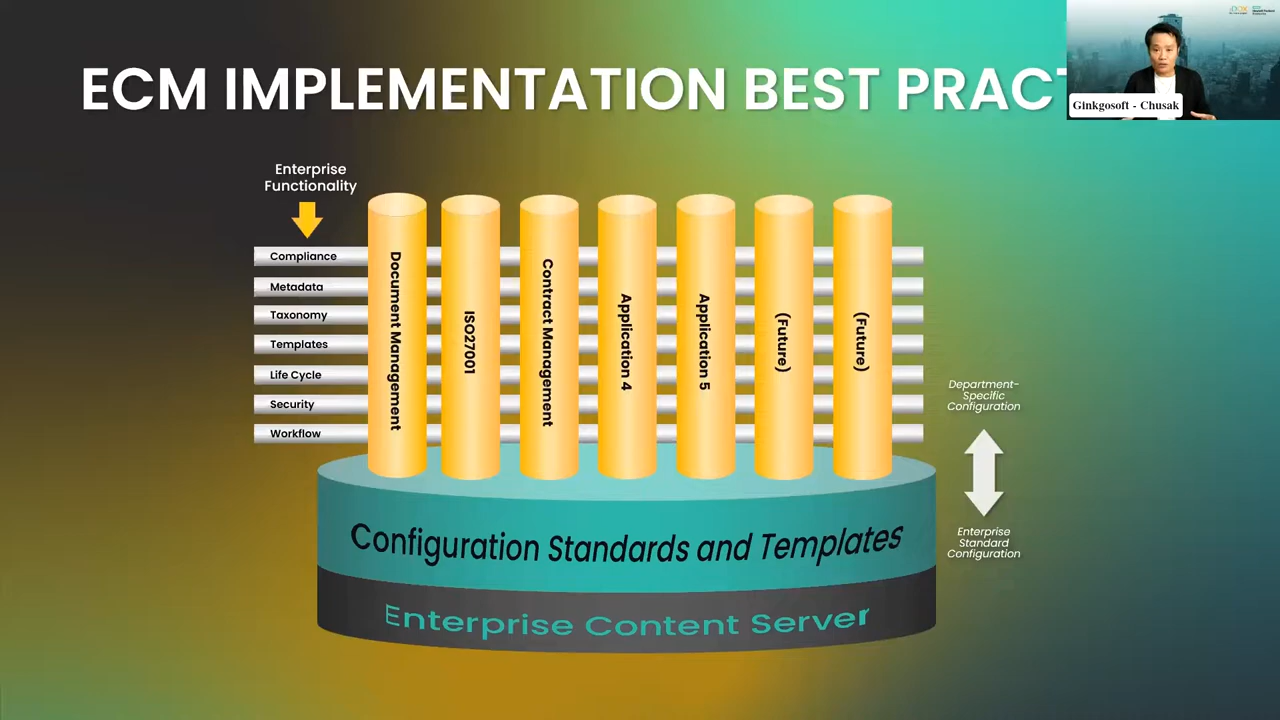 ECM IMPLEMENTATION BEST PRACT
Ginkgosoft - Chusak
Enterprise
Functionality
Compliance
Metadata
Taxonomy
Templates
Life Cycle
Security
Workflow
Document Management
ISO27001
Contract Management
Application 4
Application 5
(Future)
(Future)
Department-
Specific
Configuration
Enterprise
Standard
Configuration
Configuration Standards and Templates
Enterprise Content Server